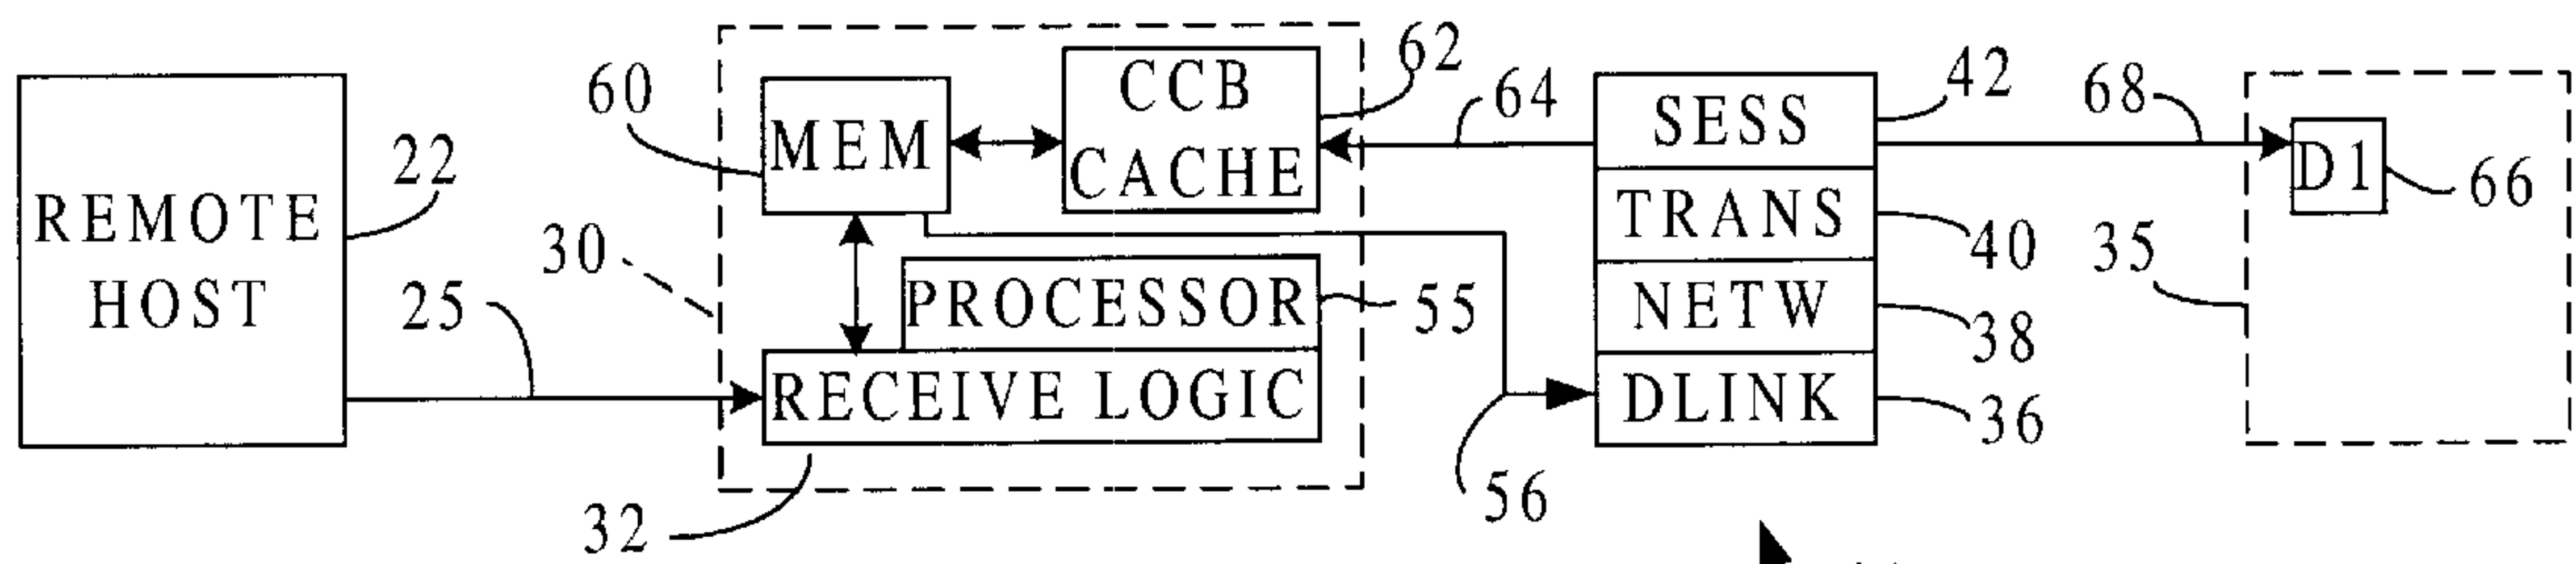 REMOTE
HOST
22
25
30
60
MEM
CCB
CACHE
62
PROCESSOR
55
RECEIVE LOGIC
32
64
56
SESS
42
TRANS
40
NETW
38
DLINK
36
68
D1
66
35